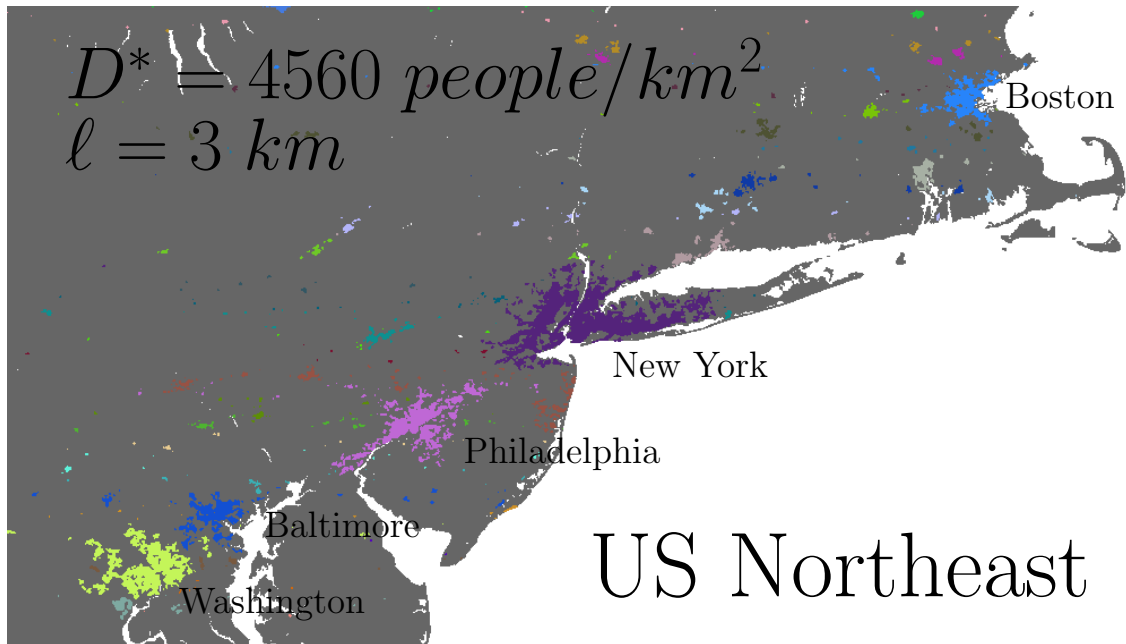 D* = 4560 people/km²
ℓ = 3 km
Boston
New York
Philadelphia
Baltimore
US Northeast
Washington